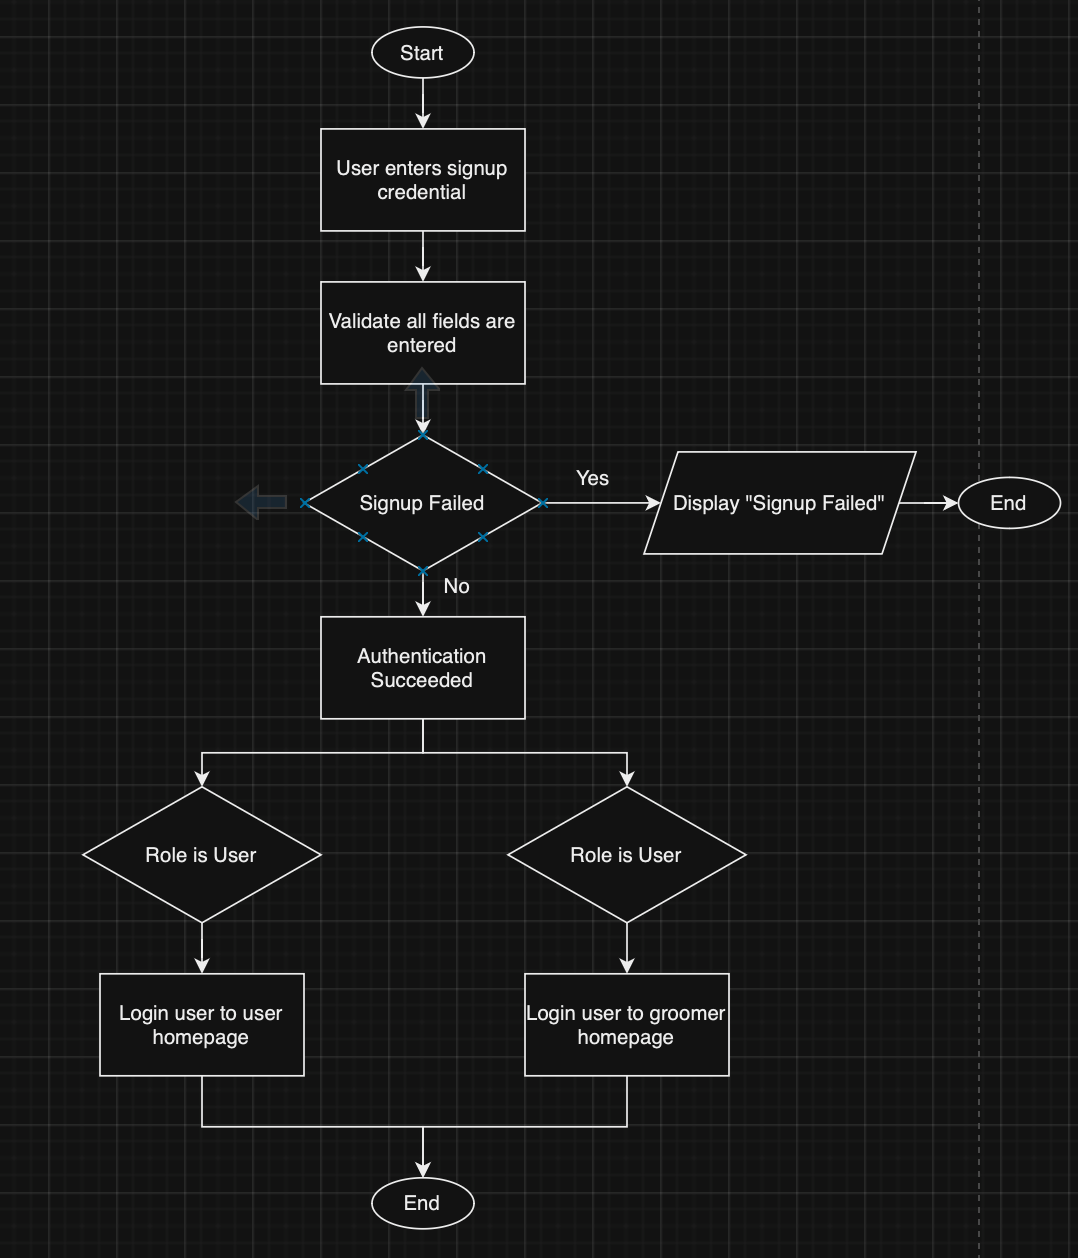 Start
User enters signup
credential
Validate all fields are
entered
Signup Failed
Yes
Display "Signup Failed"
End
No
Authentication
Succeeded
Role is User
Role is User
Login user to user
homepage
Login user to groomer
homepage
End